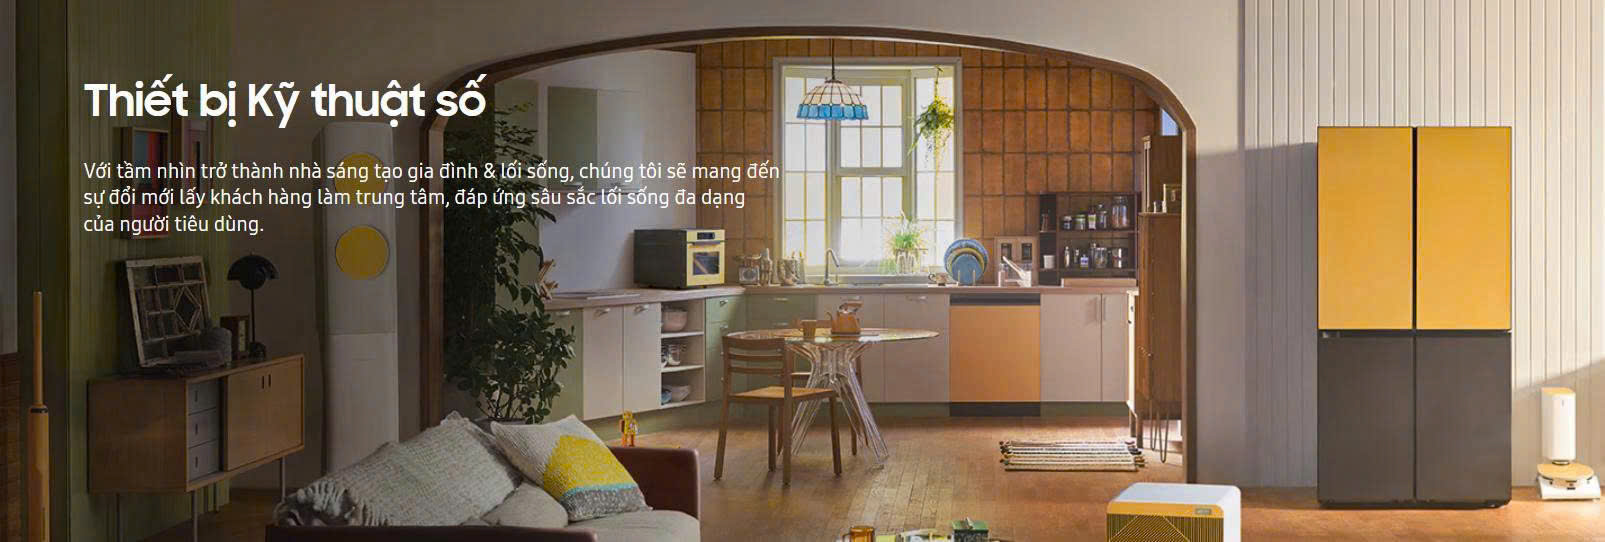 Thiết bị Kỹ thuật số
Với tầm nhìn trở thành nhà sáng tạo gia đình & lối sống, chúng tôi sẽ mang đến
sự đổi mới lấy khách hàng làm trung tâm, đáp ứng sâu sắc lối sống đa dạng
của người tiêu dùng.